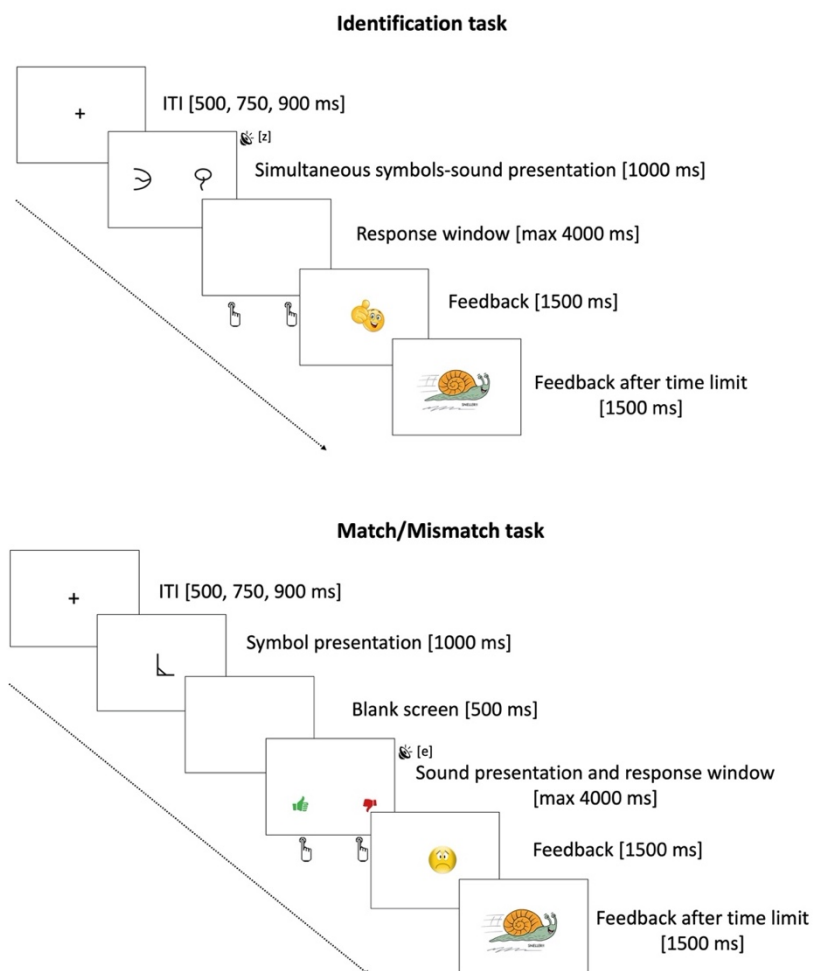 Identification task
+
ITI [500, 750, 900 ms]
[z]
Simultaneous symbols-sound presentation [1000 ms]
Response window [max 4000 ms]
Feedback [1500 ms]
Feedback after time limit
[1500 ms]
Match/Mismatch task
+
ITI [500, 750, 900 ms]
Symbol presentation [1000 ms]
Blank screen [500 ms]
[e]
Sound presentation and response window
[max 4000 ms]
Feedback [1500 ms]
Feedback after time limit
[1500 ms]